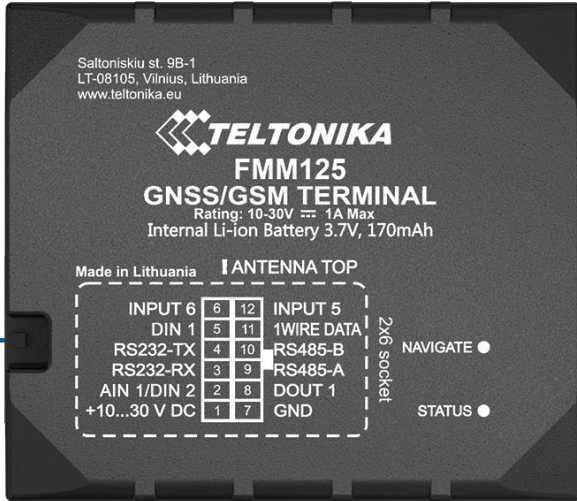 Saltoniskiu st. 9B-1
LT-08105, Vilnius, Lithuania
www.teltonika.eu
TELTONIKA
FMM125
GNSS/GSM TERMINAL
Rating: 10-30V ⎓ 1A Max
Internal Li-ion Battery 3.7V, 170mAh
Made in Lithuania ANTENNA TOP
INPUT 6 6 12 INPUT 5
DIN 1 5 11 1WIRE DATA
RS232-TX 4 10 RS485-B
RS232-RX 3 9 RS485-A
AIN 1/DIN 2 2 8 DOUT 1
+10...30 V DC 1 7 GND
2x6 socket
NAVIGATE
STATUS